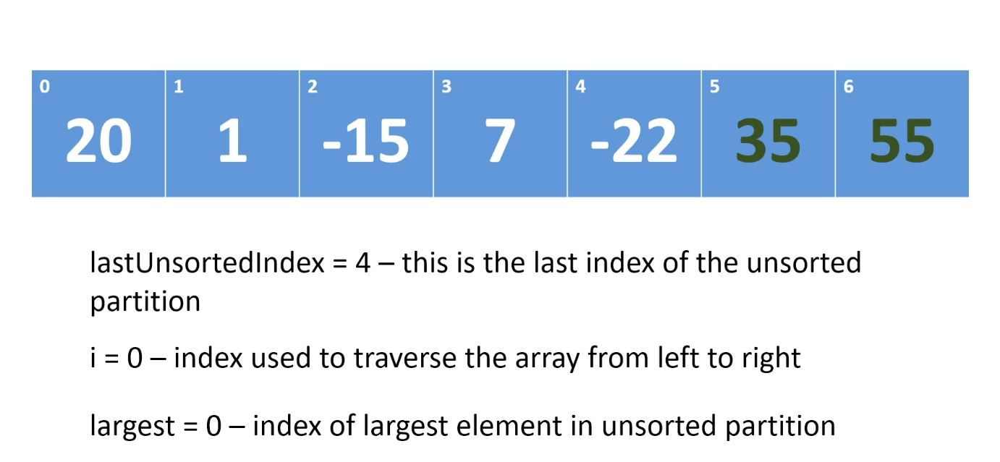 0 1 2 3 4 5 6
20 1 -15 7 -22 35 55
lastUnsortedIndex = 4 – this is the last index of the unsorted
partition
i = 0 – index used to traverse the array from left to right
largest = 0 – index of largest element in unsorted partition